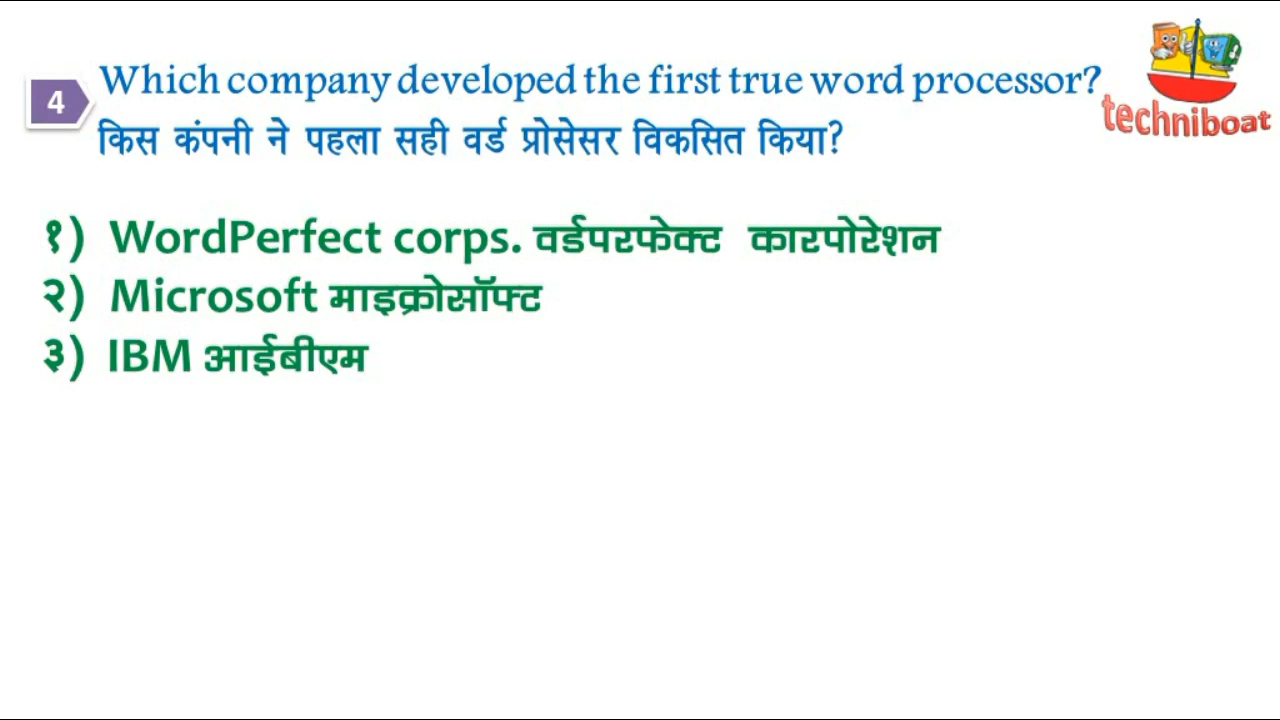 4
Which company developed the first true word processor?
किस कंपनी ने पहला सही वर्ड प्रोसेसर विकसित किया?
techniboat
१) WordPerfect corps. वर्डपरफेक्ट कारपोरेशन
२) Microsoft माइक्रोसॉफ्ट
३) IBM आईबीएम